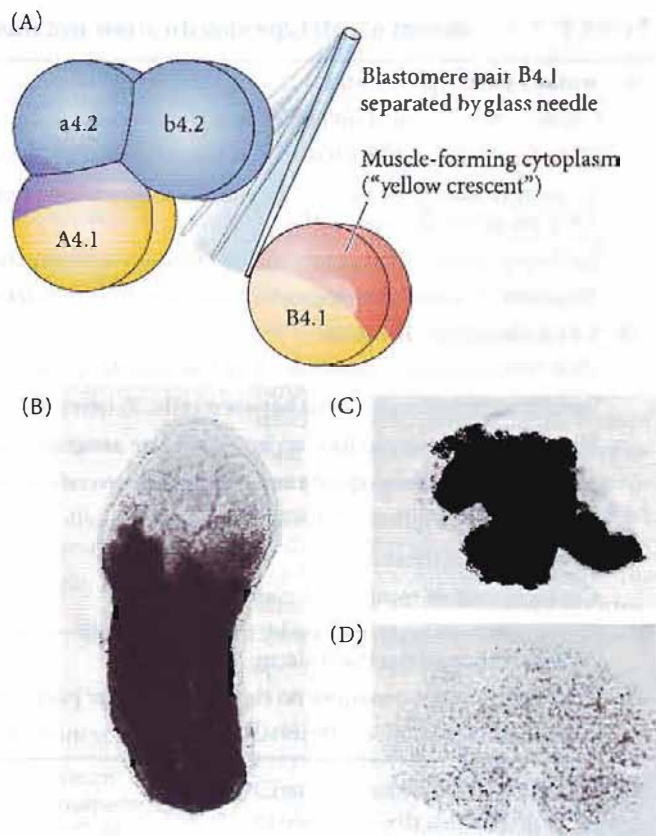 (A)
a4.2
b4.2
A4.1
Blastomere pair B4.1
separated by glass needle
Muscle-forming cytoplasm
("yellow crescent")
B4.1
(B)
(C)
(D)